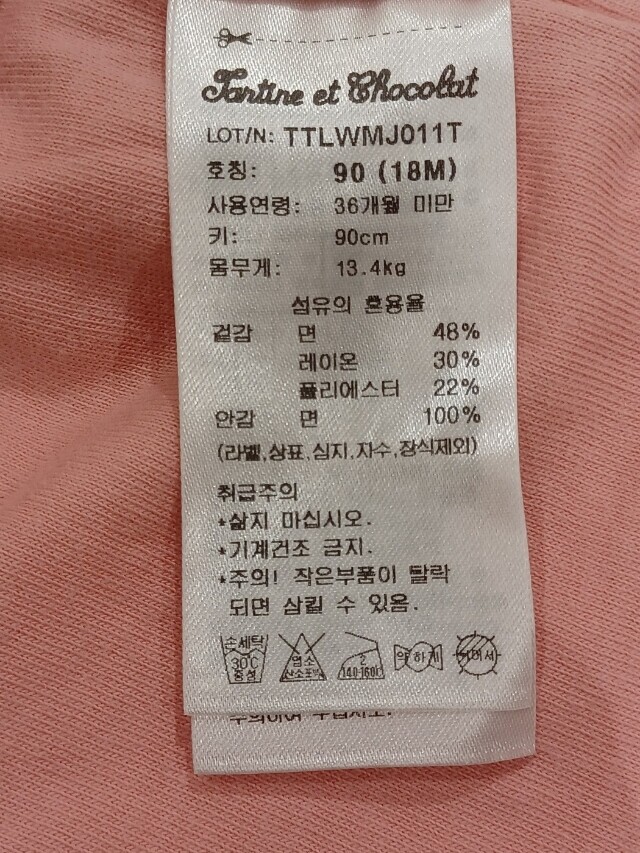 Tartine et Chocolat
LOT/N: TTLWMJ011T
호칭: 90 (18M)
사용연령: 36개월 미만
키: 90cm
몸무게: 13.4kg
섬유의 혼용율
겉감 면 48%
레이온 30%
폴리에스터 22%
안감 면 100%
(라벨,상표,심지,자수,장식제외)
취급주의
*삶지 마십시오.
*기계건조 금지.
*주의! 작은부품이 탈락
되면 삼킬 수 있음.
손세탁 염소 2 약하게
30℃ 산소표백 140-160℃
중성